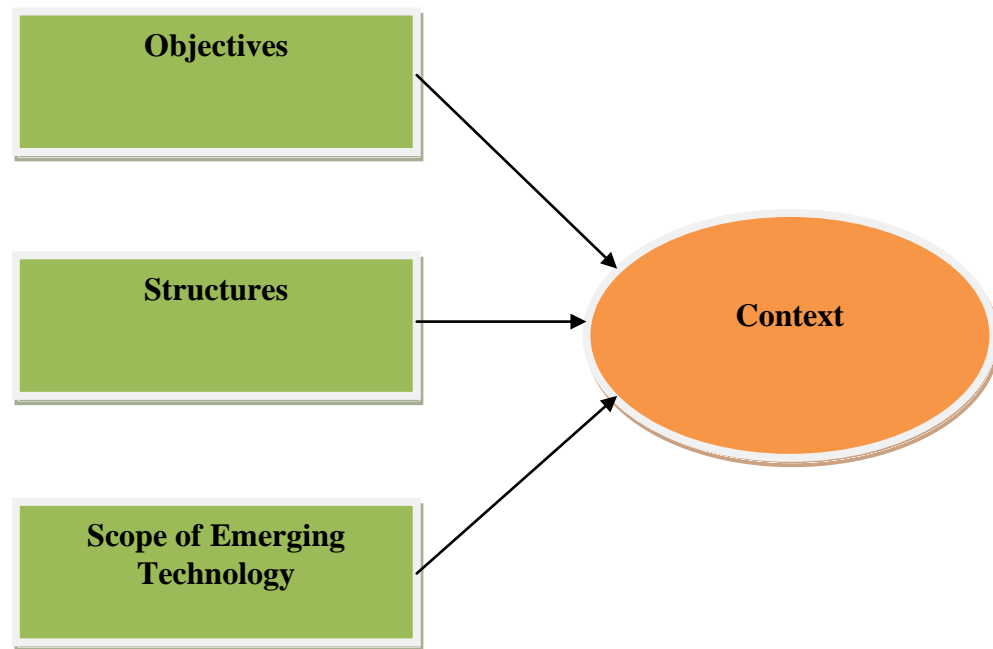 Objectives
Structures
Context
Scope of Emerging
Technology